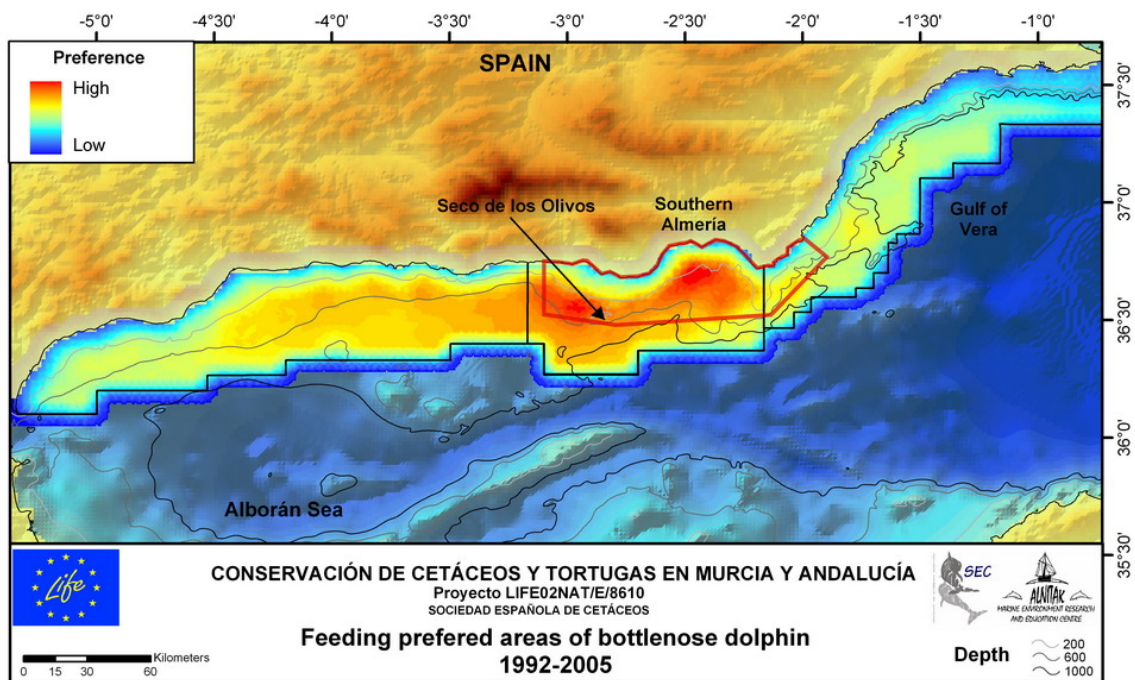 -5°0' -4°30' -4°0' -3°30' -3°0' -2°30' -2°0' -1°30' -1°0'
Preference
High
Low
SPAIN
37°30'
37°0'
36°30'
36°0'
35°30'
Seco de los Olivos
Southern
Almería
Gulf of
Vera
Alborán Sea
Life
CONSERVACIÓN DE CETÁCEOS Y TORTUGAS EN MURCIA Y ANDALUCÍA
Proyecto LIFE02NAT/E/8610
SOCIEDAD ESPAÑOLA DE CETÁCEOS
Feeding prefered areas of bottlenose dolphin
1992-2005
Kilometers
0 15 30 60
SEC
ALNITAK
MARINE ENVIRONMENT RESEARCH
AND EDUCATION CENTRE
Depth
200
600
1000